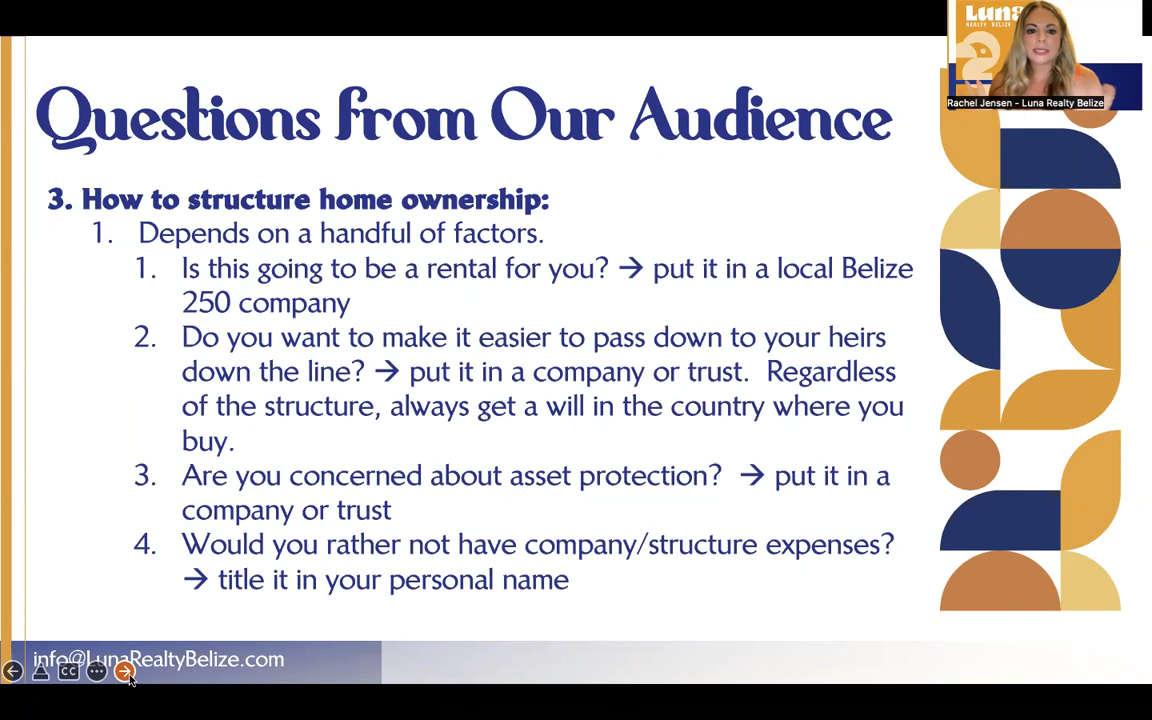 Luna
REALTY BELIZE
Rachel Jensen - Luna Realty Belize
Questions from Our Audience
3. How to structure home ownership:
1. Depends on a handful of factors.
1. Is this going to be a rental for you? → put it in a local Belize
250 company
2. Do you want to make it easier to pass down to your heirs
down the line? → put it in a company or trust. Regardless
of the structure, always get a will in the country where you
buy.
3. Are you concerned about asset protection? → put it in a
company or trust
4. Would you rather not have company/structure expenses?
→ title it in your personal name
info@LunaRealtyBelize.com
CC